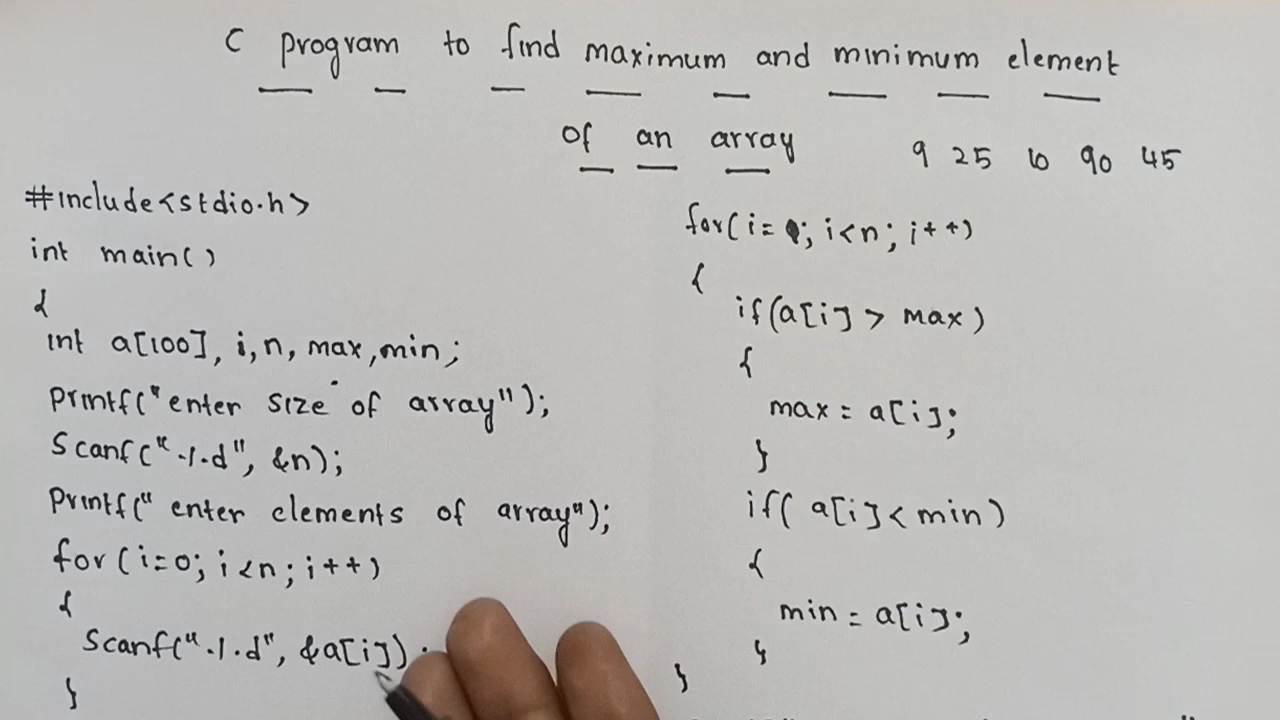 C program to find maximum and minimum element
of an array
9 25 10 90 45
#include<stdio.h>
int main()
{
int a[100], i,n, max,min;
printf("enter size of array");
Scanf("%d", &n);
Printf(" enter elements of array");
for(i=0; i<n; i++)
{
Scanf("%d", &a[i])
}
for(i= ; i<n; i++)
{
if(a[i] > max)
{
max = a[i];
}
if( a[i] < min)
{
min = a[i];
}
}